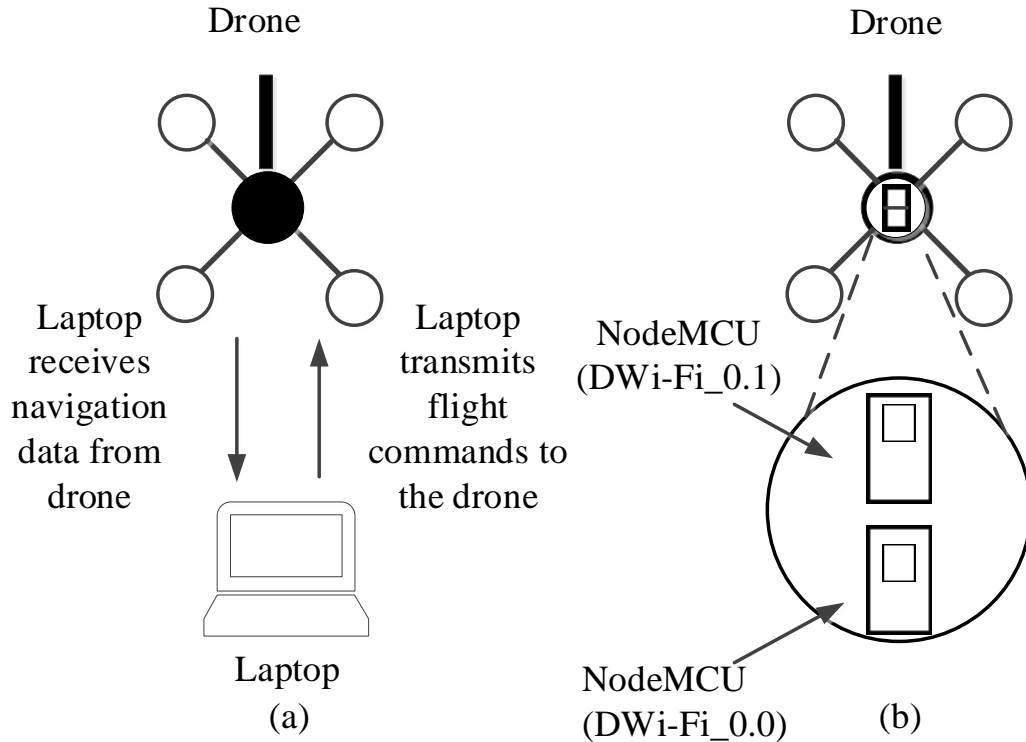 Drone
Laptop
receives
navigation
data from
drone
Laptop
transmits
flight
commands to
the drone
Laptop
(a)
Drone
NodeMCU
(DWi-Fi_0.1)
NodeMCU
(DWi-Fi_0.0)
(b)